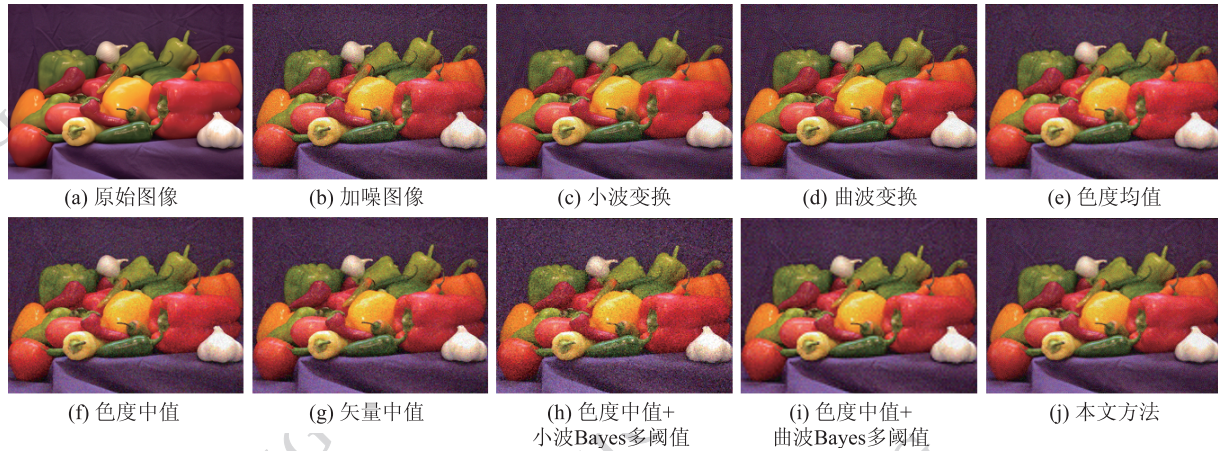 (a) 原始图像
(b) 加噪图像
(c) 小波变换
(d) 曲波变换
(e) 色度均值
(f) 色度中值
(g) 矢量中值
(h) 色度中值+
小波Bayes多阈值
(i) 色度中值+
曲波Bayes多阈值
(j) 本文方法